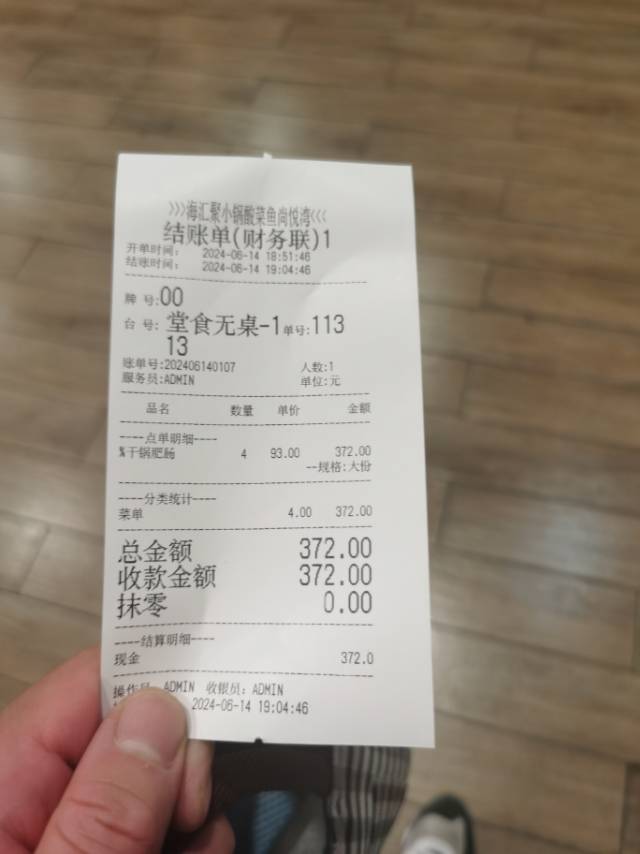 >>>海汇聚小锅酸菜鱼尚悦湾<<<
结账单(财务联)1
开单时间: 2024-06-14 18:51:46
结账时间: 2024-06-14 19:04:46
牌 号:00
台 号: 堂食无桌-1 单号:113
13
账单号:202406140107 人数:1
服务员:ADMIN 单位:元
品名 数量 单价 金额
----点单明细----
%干锅肥肠 4 93.00 372.00
--规格:大份
----分类统计----
菜单 4.00 372.00
总金额 372.00
收款金额 372.00
抹零 0.00
----结算明细----
现金 372.0
操作员: ADMIN 收银员: ADMIN
2024-06-14 19:04:46